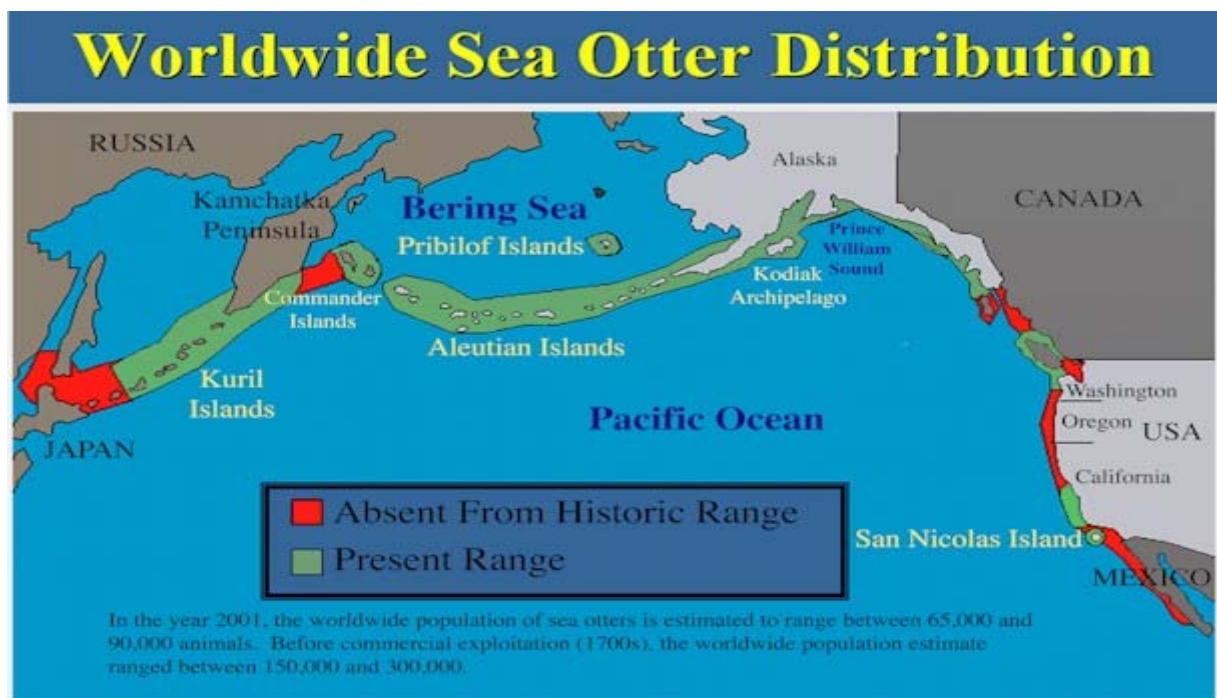 Worldwide Sea Otter Distribution
RUSSIA
Alaska
CANADA
Kamchatka
Peninsula
Bering Sea
Pribilof Islands
Prince
William
Sound
Kodiak
Archipelago
Commander
Islands
Aleutian Islands
Kuril
Islands
Washington
Oregon
USA
Pacific Ocean
JAPAN
California
Absent From Historic Range
San Nicolas Island
Present Range
MEXICO
In the year 2001, the worldwide population of sea otters is estimated to range between 65,000 and
90,000 animals. Before commercial exploitation (1700s), the worldwide population estimate
ranged between 150,000 and 300,000.